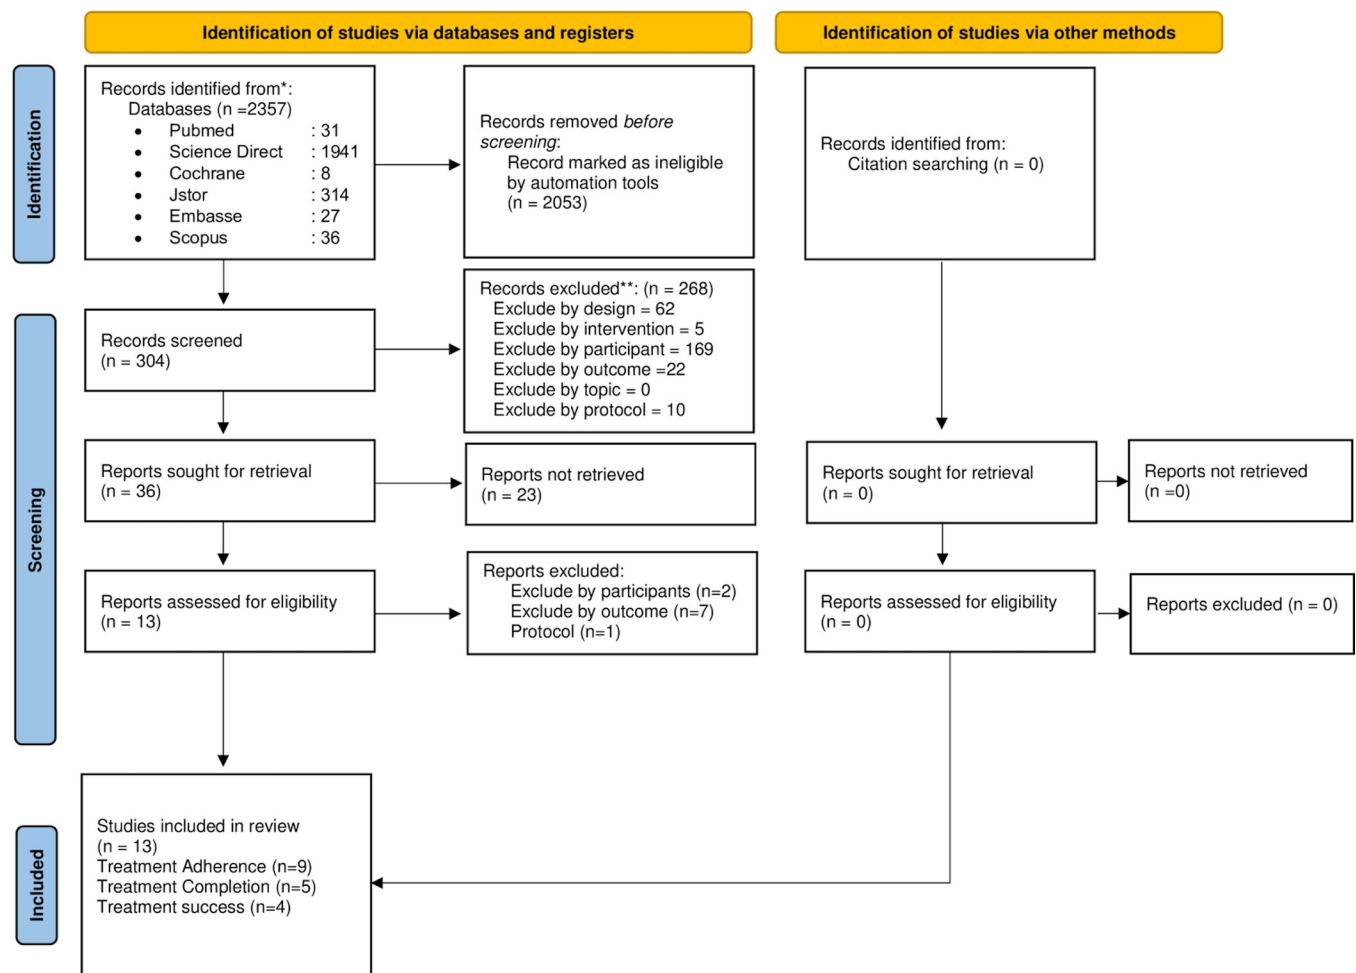 Identification of studies via databases and registers
Identification of studies via other methods
Identification
Records identified from*:
Databases (n =2357)
• Pubmed : 31
• Science Direct : 1941
• Cochrane : 8
• Jstor : 314
• Embasse : 27
• Scopus : 36
Records removed before
screening:
Record marked as ineligible
by automation tools
(n = 2053)
Records identified from:
Citation searching (n = 0)
Screening
Records screened
(n = 304)
Records excluded**: (n = 268)
Exclude by design = 62
Exclude by intervention = 5
Exclude by participant = 169
Exclude by outcome =22
Exclude by topic = 0
Exclude by protocol = 10
Reports sought for retrieval
(n = 36)
Reports not retrieved
(n = 23)
Reports sought for retrieval
(n = 0)
Reports not retrieved
(n =0)
Reports assessed for eligibility
(n = 13)
Reports excluded:
Exclude by participants (n=2)
Exclude by outcome (n=7)
Protocol (n=1)
Reports assessed for eligibility
(n = 0)
Reports excluded (n = 0)
Included
Studies included in review
(n = 13)
Treatment Adherence (n=9)
Treatment Completion (n=5)
Treatment success (n=4)